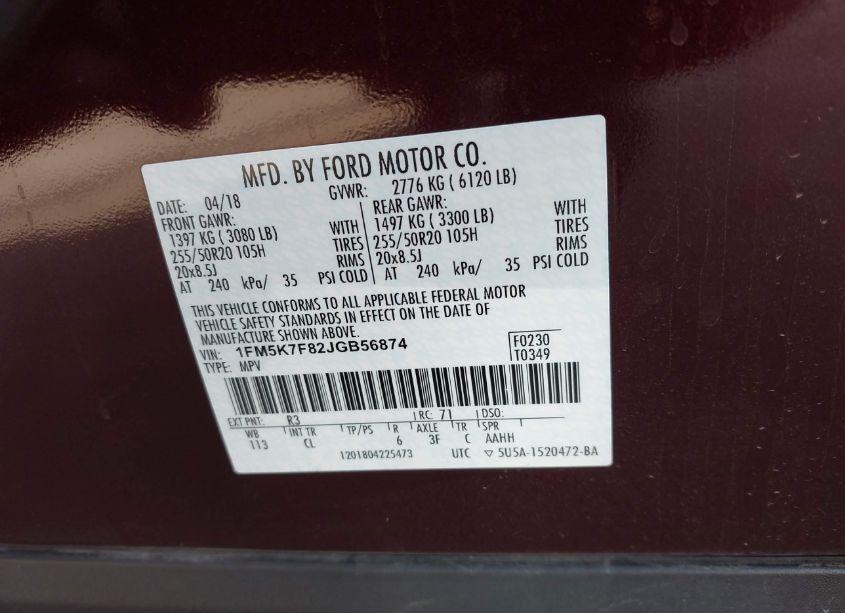 MFD. BY FORD MOTOR CO.
DATE: 04/18 GVWR: 2776 KG ( 6120 LB)
FRONT GAWR: REAR GAWR:
1397 KG ( 3080 LB) WITH 1497 KG ( 3300 LB) WITH
255/50R20 105H TIRES 255/50R20 105H TIRES
20x8.5J RIMS 20x8.5J RIMS
AT 240 kPa/ 35 PSI COLD AT 240 kPa/ 35 PSI COLD
THIS VEHICLE CONFORMS TO ALL APPLICABLE FEDERAL MOTOR
VEHICLE SAFETY STANDARDS IN EFFECT ON THE DATE OF
MANUFACTURE SHOWN ABOVE.
VIN: 1FM5K7F82JGB56874 F0230
TYPE: MPV T0349
EXT PNT: R3 RC: 71 DSO:
WB INT TR TP/PS R AXLE TR SPR
113 CL 6 3F C AAHH
1201804225473 UTC ▽ 5U5A-1520472-BA